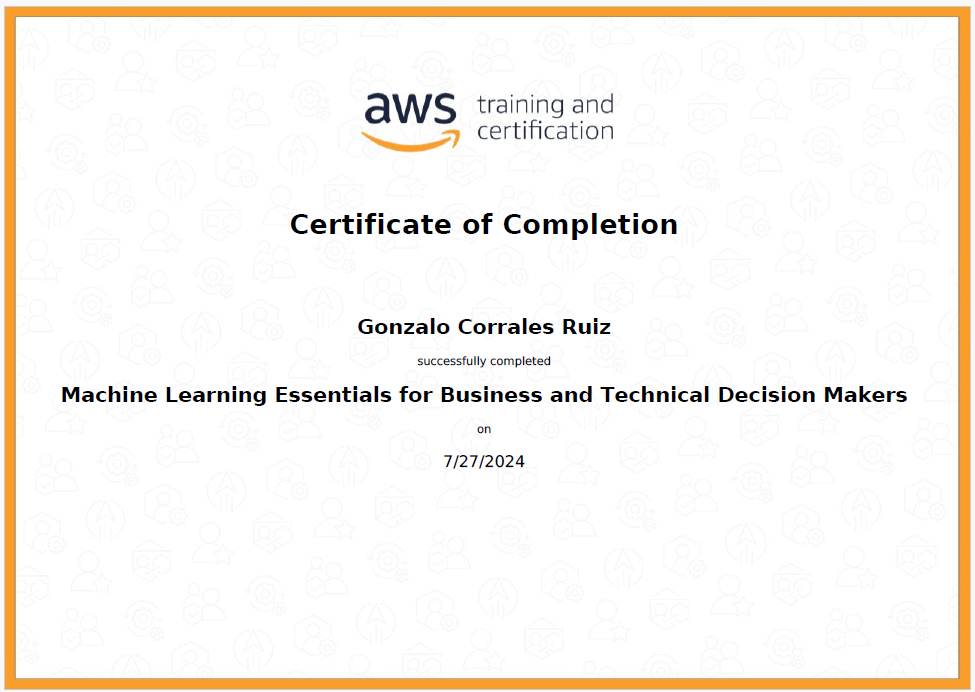 aws training and
certification
Certificate of Completion
Gonzalo Corrales Ruiz
successfully completed
Machine Learning Essentials for Business and Technical Decision Makers
on
7/27/2024